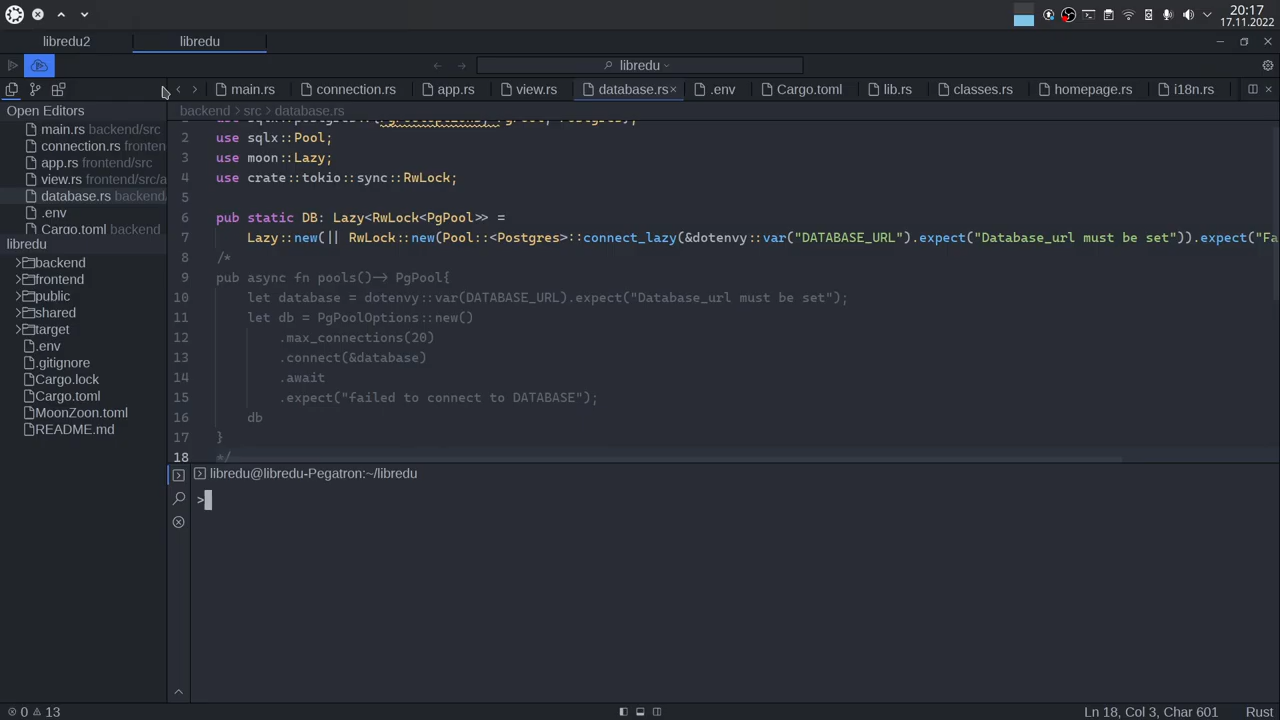 20:17
17.11.2022
libredu2
libredu
libredu
main.rs
connection.rs
app.rs
view.rs
database.rs
.env
Cargo.toml
lib.rs
classes.rs
homepage.rs
i18n.rs
Open Editors
main.rs backend/src
connection.rs fronten
app.rs frontend/src
view.rs frontend/src/a
database.rs backend/
.env
Cargo.toml backend
libredu
backend
frontend
public
shared
target
.env
.gitignore
Cargo.lock
Cargo.toml
MoonZoon.toml
README.md
backend > src > database.rs
2 use sqlx::Pool;
3 use moon::Lazy;
4 use crate::tokio::sync::RwLock;
5
6 pub static DB: Lazy<RwLock<PgPool>> =
7 Lazy::new(|| RwLock::new(Pool::<Postgres>::connect_lazy(&dotenvy::var("DATABASE_URL").expect("Database_url must be set")).expect("Fa
8 /*
9 pub async fn pools()-> PgPool{
10 let database = dotenvy::var(DATABASE_URL).expect("Database_url must be set");
11 let db = PgPoolOptions::new()
12 .max_connections(20)
13 .connect(&database)
14 .await
15 .expect("failed to connect to DATABASE");
16 db
17 }
18 */
libredu@libredu-Pegatron:~/libredu
>
0 13
Ln 18, Col 3, Char 601
Rust